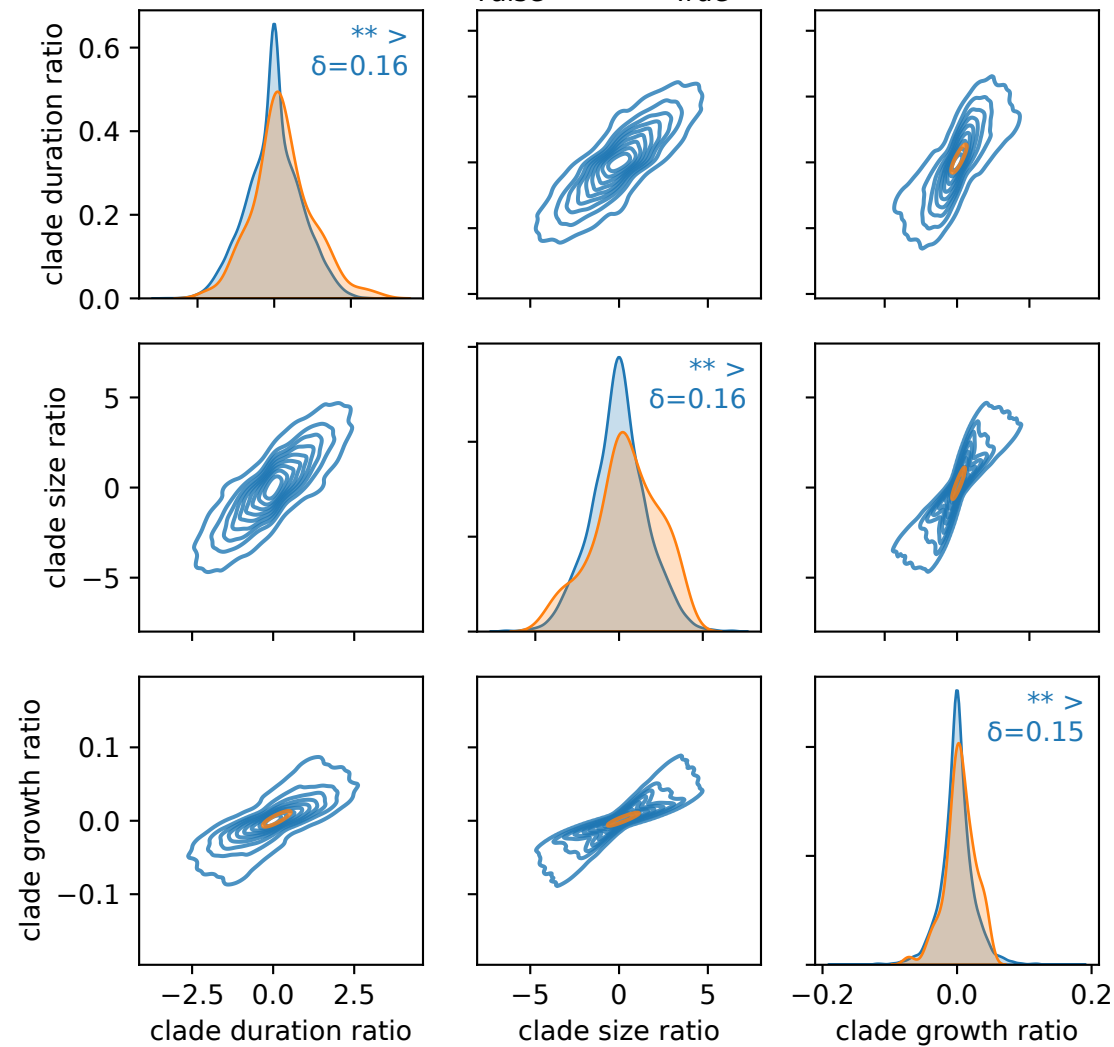 0.6
0.4
0.2
0.0
clade duration ratio
** >
δ=0.16
5
0
−5
clade size ratio
** >
δ=0.16
0.1
0.0
−0.1
clade growth ratio
** >
δ=0.15
−2.5 0.0 2.5
clade duration ratio
−5 0 5
clade size ratio
−0.2 0.0 0.2
clade growth ratio